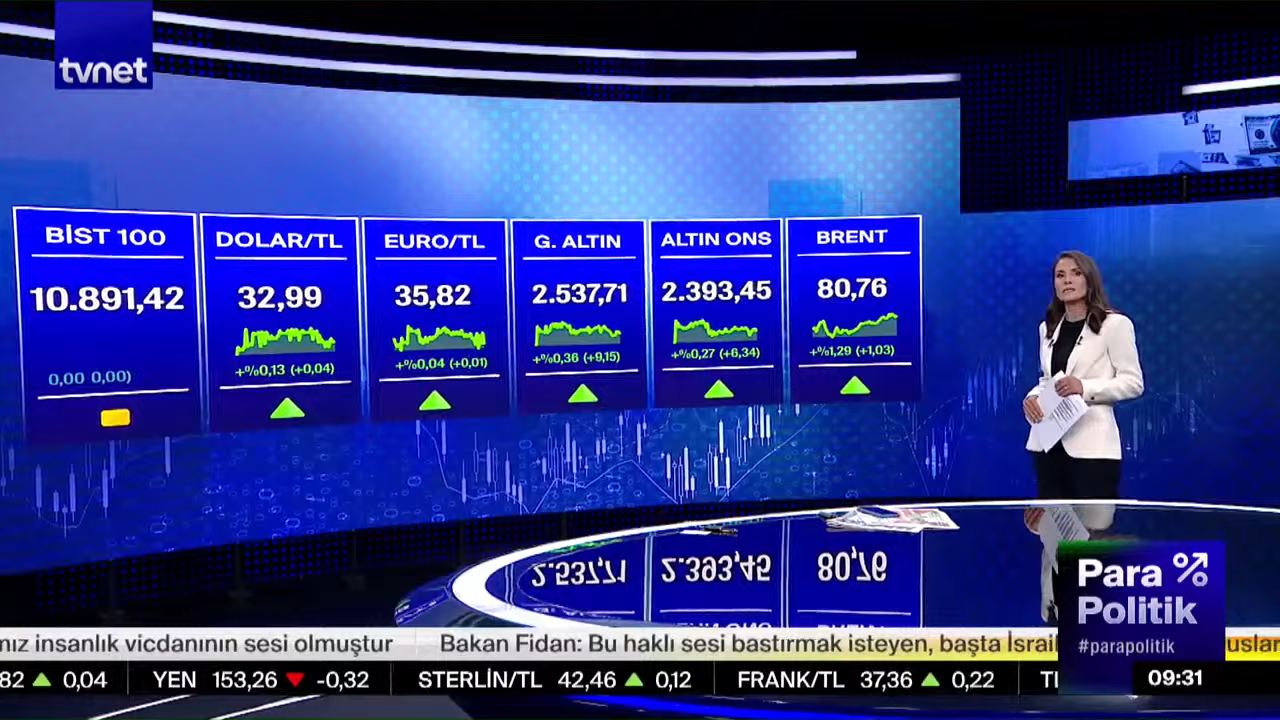 tvnet
BİST 100
10.891,42
0,00 0,00)
DOLAR/TL
32,99
+%0,13 (+0,04)
EURO/TL
35,82
+%0,04 (+0,01)
G. ALTIN
2.537,71
+%0,36 (+9,15)
ALTIN ONS
2.393,45
+%0,27 (+6,34)
BRENT
80,76
+%1,29 (+1,03)
Para
Politik
#parapolitik
mız insanlık vicdanının sesi olmuştur Bakan Fidan: Bu haklı sesi bastırmak isteyen, başta İsrail uslar
82 0,04 YEN 153,26 -0,32 STERLİN/TL 42,46 0,12 FRANK/TL 37,36 0,22
09:31